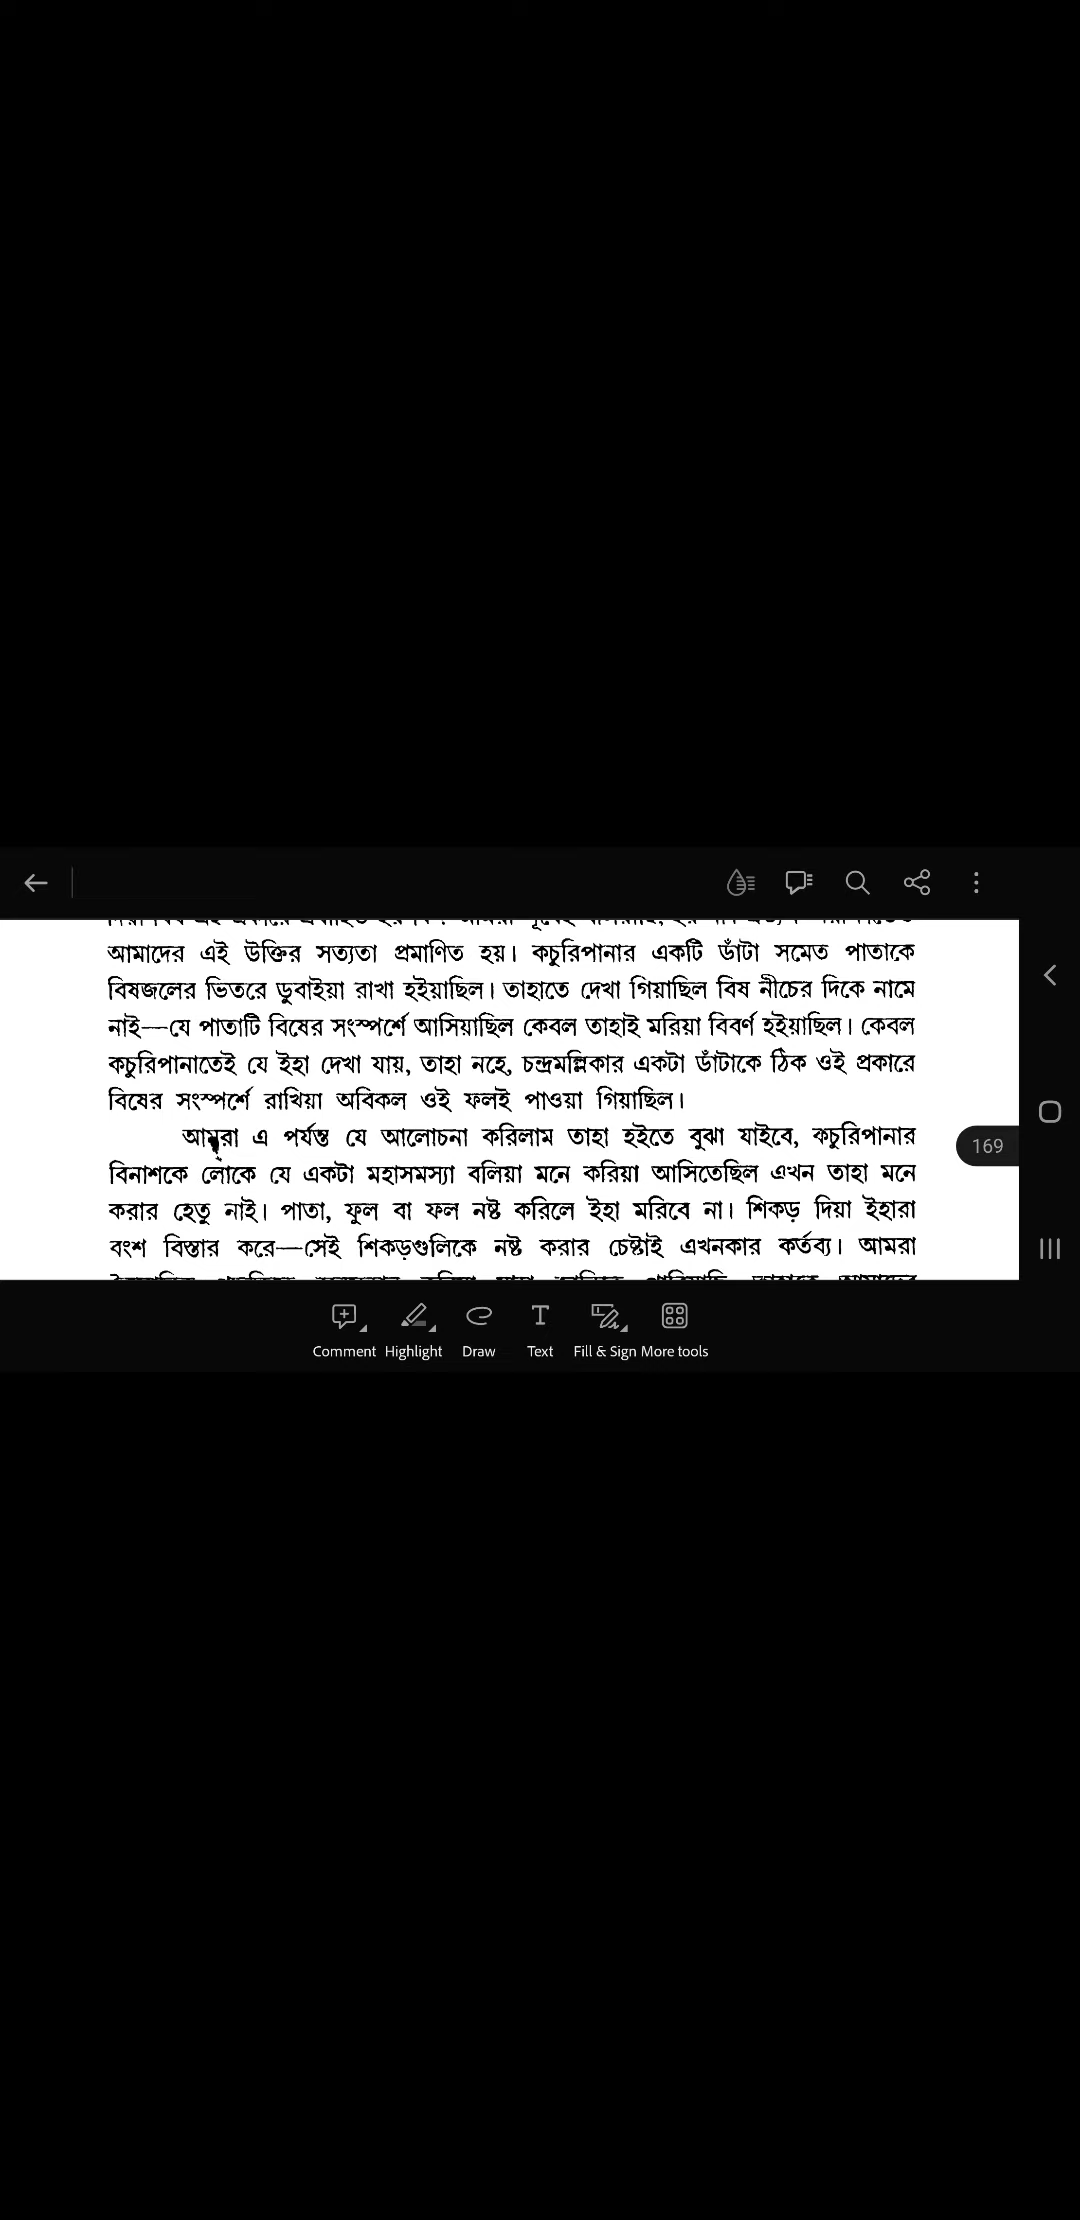 আমাদের এই উক্তির সত্যতা প্রমাণিত হয়। কচুরিপানার একটি ডাঁটা সমেত পাতাকে
বিষজলের ভিতরে ডুবাইয়া রাখা হইয়াছিল। তাহাতে দেখা গিয়াছিল বিষ নীচের দিকে নামে
নাই—যে পাতাটি বিষের সংস্পর্শে আসিয়াছিল কেবল তাহাই মরিয়া বিবর্ণ হইয়াছিল। কেবল
কচুরিপানাতেই যে ইহা দেখা যায়, তাহা নহে, চন্দ্রমল্লিকার একটা ডাঁটাকে ঠিক ওই প্রকারে
বিষের সংস্পর্শে রাখিয়া অবিকল ওই ফলই পাওয়া গিয়াছিল।
আমরা এ পর্যন্ত যে আলোচনা করিলাম তাহা হইতে বুঝা যাইবে, কচুরিপানার
169
বিনাশকে লোকে যে একটা মহাসমস্যা বলিয়া মনে করিয়া আসিতেছিল এখন তাহা মনে
করার হেতু নাই। পাতা, ফুল বা ফল নষ্ট করিলে ইহা মরিবে না। শিকড় দিয়া ইহারা
বংশ বিস্তার করে—সেই শিকড়গুলিকে নষ্ট করার চেষ্টাই এখনকার কর্তব্য। আমরা
Comment Highlight Draw Text Fill & Sign More tools